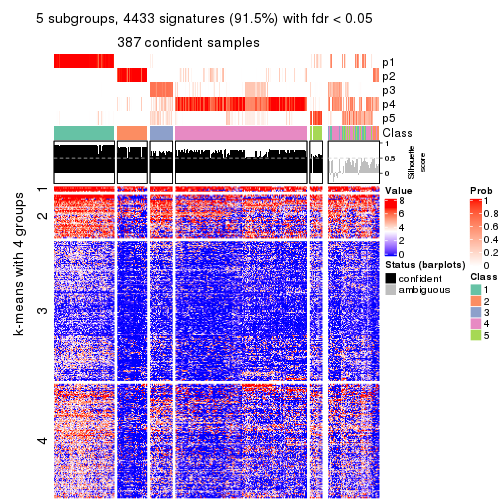 5 subgroups, 4433 signatures (91.5%) with fdr < 0.05
387 confident samples
p1
p2
p3
p4
p5
Class
1
0.5
0
Silhouette
score
k-means with 4 groups
1
2
3
4
Value
8
6
4
2
0
Status (barplots)
confident
ambiguous
Prob
1
0.8
0.6
0.4
0.2
0
Class
1
2
3
4
5